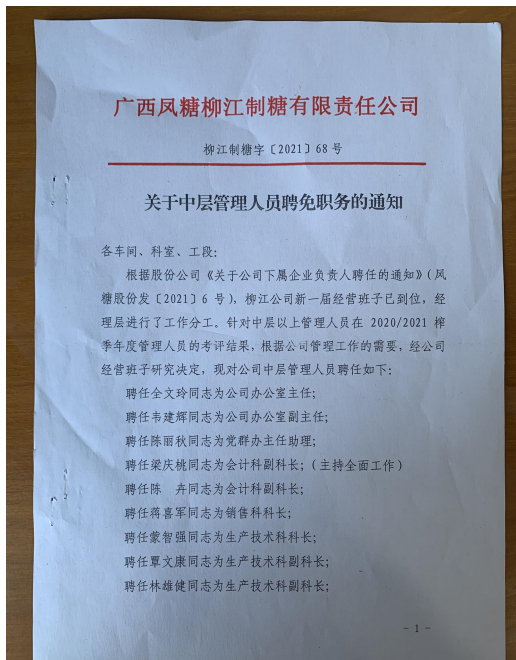 广西凤糖柳江制糖有限责任公司
柳江制糖字〔2021〕68号
关于中层管理人员聘免职务的通知
各车间、科室、工段：
根据股份公司《关于公司下属企业负责人聘任的通知》（凤
糖股份发〔2021〕6 号），柳江公司新一届经营班子已到位，经
理层进行了工作分工。针对中层以上管理人员在 2020/2021 榨
季年度管理人员的考评结果，根据公司管理工作的需要，经公司
经营班子研究决定，现对公司中层管理人员聘任如下：
聘任全文玲同志为公司办公室主任；
聘任韦建辉同志为公司办公室副主任；
聘任陈丽秋同志为党群办主任助理；
聘任梁庆桃同志为会计科副科长；（主持全面工作）
聘任陈　卉同志为会计科副科长；
聘任蒋喜军同志为销售科科长；
聘任蒙智强同志为生产技术科科长；
聘任覃文康同志为生产技术科副科长；
聘任林雄健同志为生产技术科副科长；
- 1 -